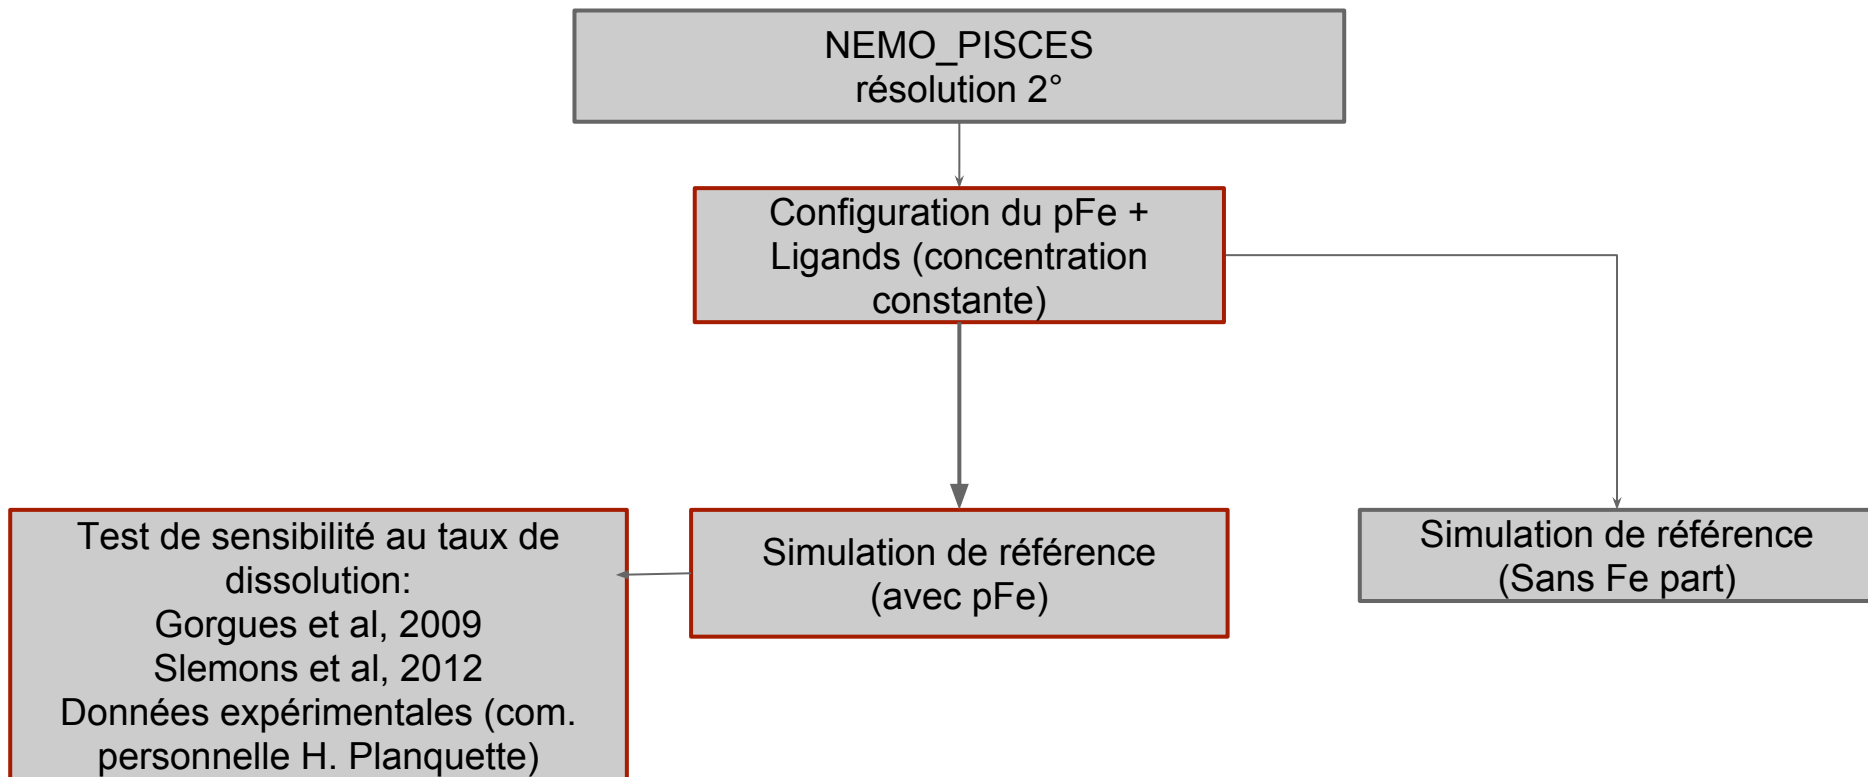 NEMO_PISCES
résolution 2°
Configuration du pFe +
Ligands (concentration
constante)
Test de sensibilité au taux de
dissolution:
Gorgues et al, 2009
Slemons et al, 2012
Données expérimentales (com.
personnelle H. Planquette)
Simulation de référence
(avec pFe)
Simulation de référence
(Sans Fe part)